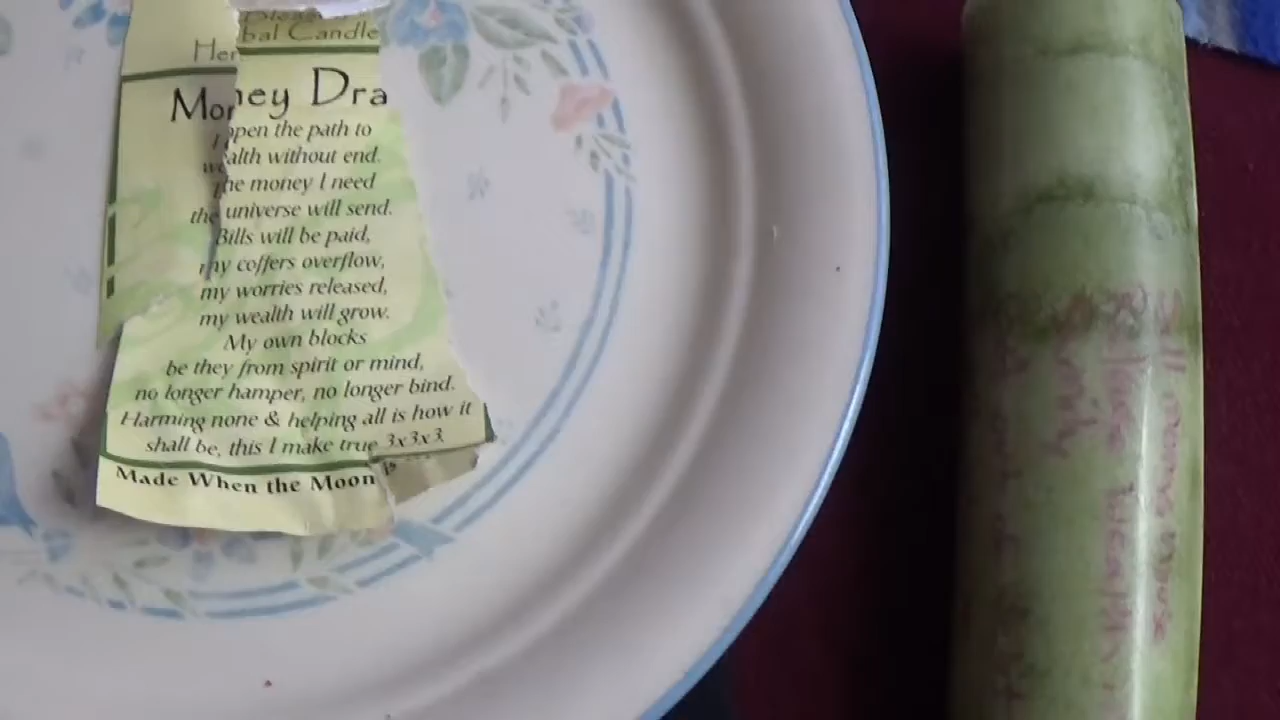 bal Candle
Her
Money Dra
I open the path to
wealth without end.
The money I need
the universe will send.
Bills will be paid,
my coffers overflow,
my worries released,
my wealth will grow.
My own blocks
be they from spirit or mind,
no longer hamper, no longer bind.
Harming none & helping all is how it
shall be, this I make true 3x3x3
Made When the Moon